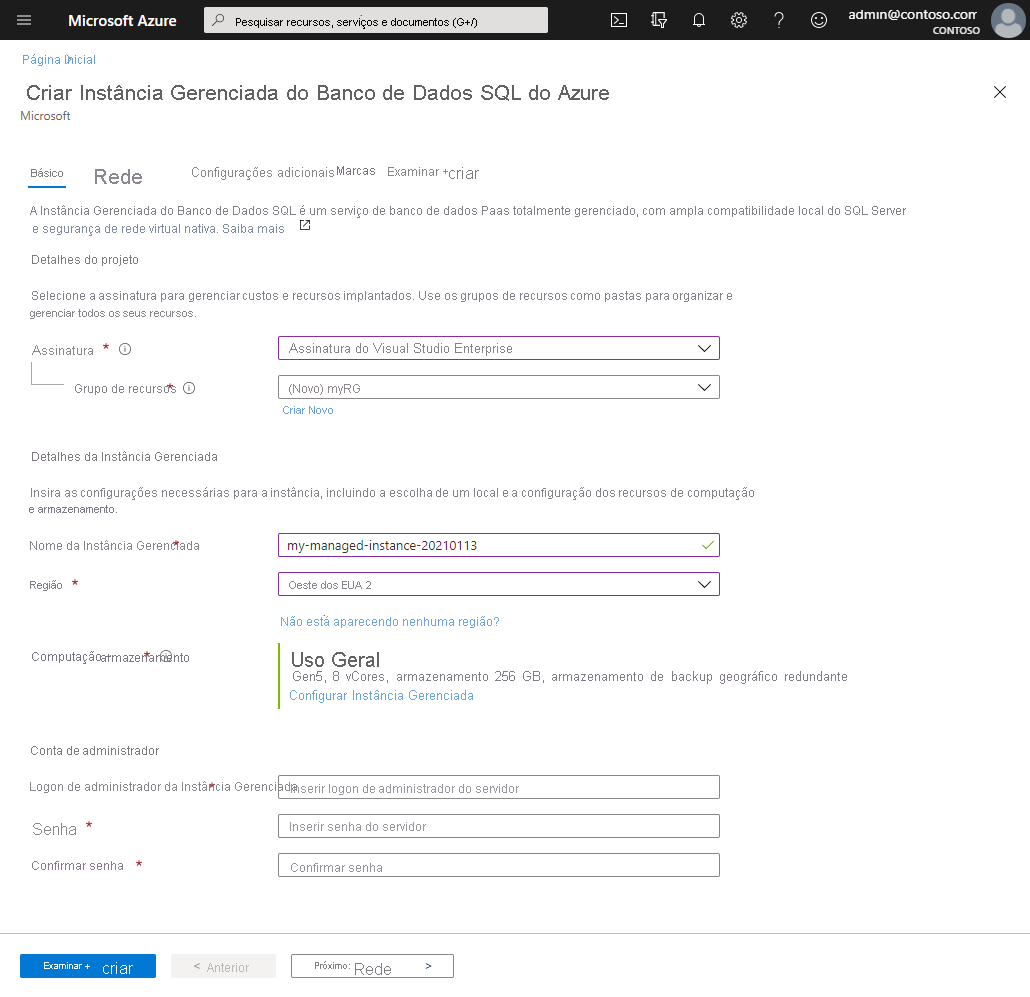 Microsoft Azure
Pesquisar recursos, serviços e documentos (G+/)
admin@contoso.com
CONTOSO
Página Inicial
Criar Instância Gerenciada do Banco de Dados SQL do Azure
Microsoft
Básico Rede Configurações adicionais Marcas Examinar + criar
A Instância Gerenciada do Banco de Dados SQL é um serviço de banco de dados Paas totalmente gerenciado, com ampla compatibilidade local do SQL Server
e segurança de rede virtual nativa. Saiba mais
Detalhes do projeto
Selecione a assinatura para gerenciar custos e recursos implantados. Use os grupos de recursos como pastas para organizar e
gerenciar todos os seus recursos.
Assinatura * Assinatura do Visual Studio Enterprise
Grupo de recursos * (Novo) myRG
Criar Novo
Detalhes da Instância Gerenciada
Insira as configurações necessárias para a instância, incluindo a escolha de um local e a configuração dos recursos de computação
e armazenamento.
Nome da Instância Gerenciada * my-managed-instance-20210113
Região * Oeste dos EUA 2
Não está aparecendo nenhuma região?
Computação + armazenamento * Uso Geral
Gen5, 8 vCores, armazenamento 256 GB, armazenamento de backup geográfico redundante
Configurar Instância Gerenciada
Conta de administrador
Logon de administrador da Instância Gerenciada * Inserir logon de administrador do servidor
Senha * Inserir senha do servidor
Confirmar senha * Confirmar senha
Examinar + criar < Anterior Próximo: Rede >